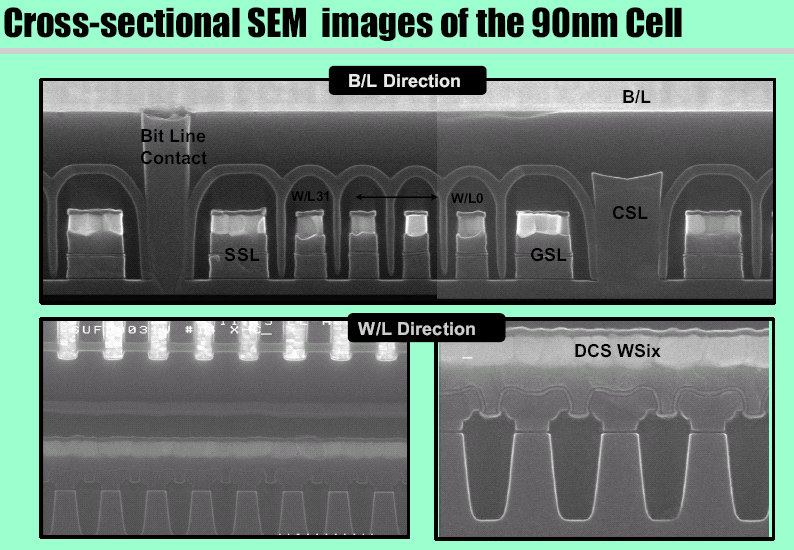 Cross-sectional SEM images of the 90nm Cell
B/L Direction
B/L
Bit Line
Contact
W/L31
W/L0
CSL
SSL
GSL
W/L Direction
DCS WSix